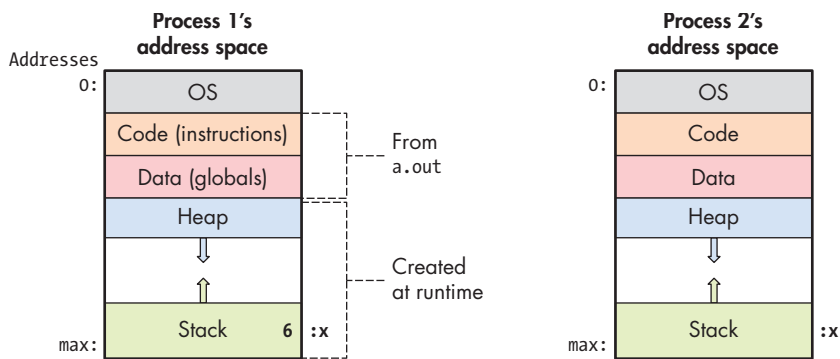 Process 1's
address space
Addresses
0:
OS
Code (instructions)
Data (globals)
Heap
Stack 6 :x
max:
From
a.out
Created
at runtime
Process 2's
address space
0:
OS
Code
Data
Heap
Stack :x
max: